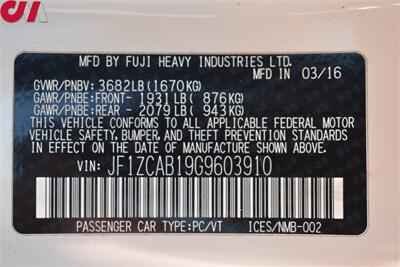 DIA
MFD BY FUJI HEAVY INDUSTRIES LTD.
MFD IN 03/16
GVWR/PNBV: 3682LB (1670KG)
GAWR/PNBE: FRONT- 1931LB ( 876KG)
GAWR/PNBE: REAR - 2079LB ( 943KG)
THIS VEHICLE CONFORMS TO ALL APPLICABLE FEDERAL MOTOR
VEHICLE SAFETY, BUMPER, AND THEFT PREVENTION STANDARDS
IN EFFECT ON THE DATE OF MANUFACTURE SHOWN ABOVE.
VIN: JF1ZCAB19G9603910
PASSENGER CAR TYPE:PC/VT ICES/NMB-002